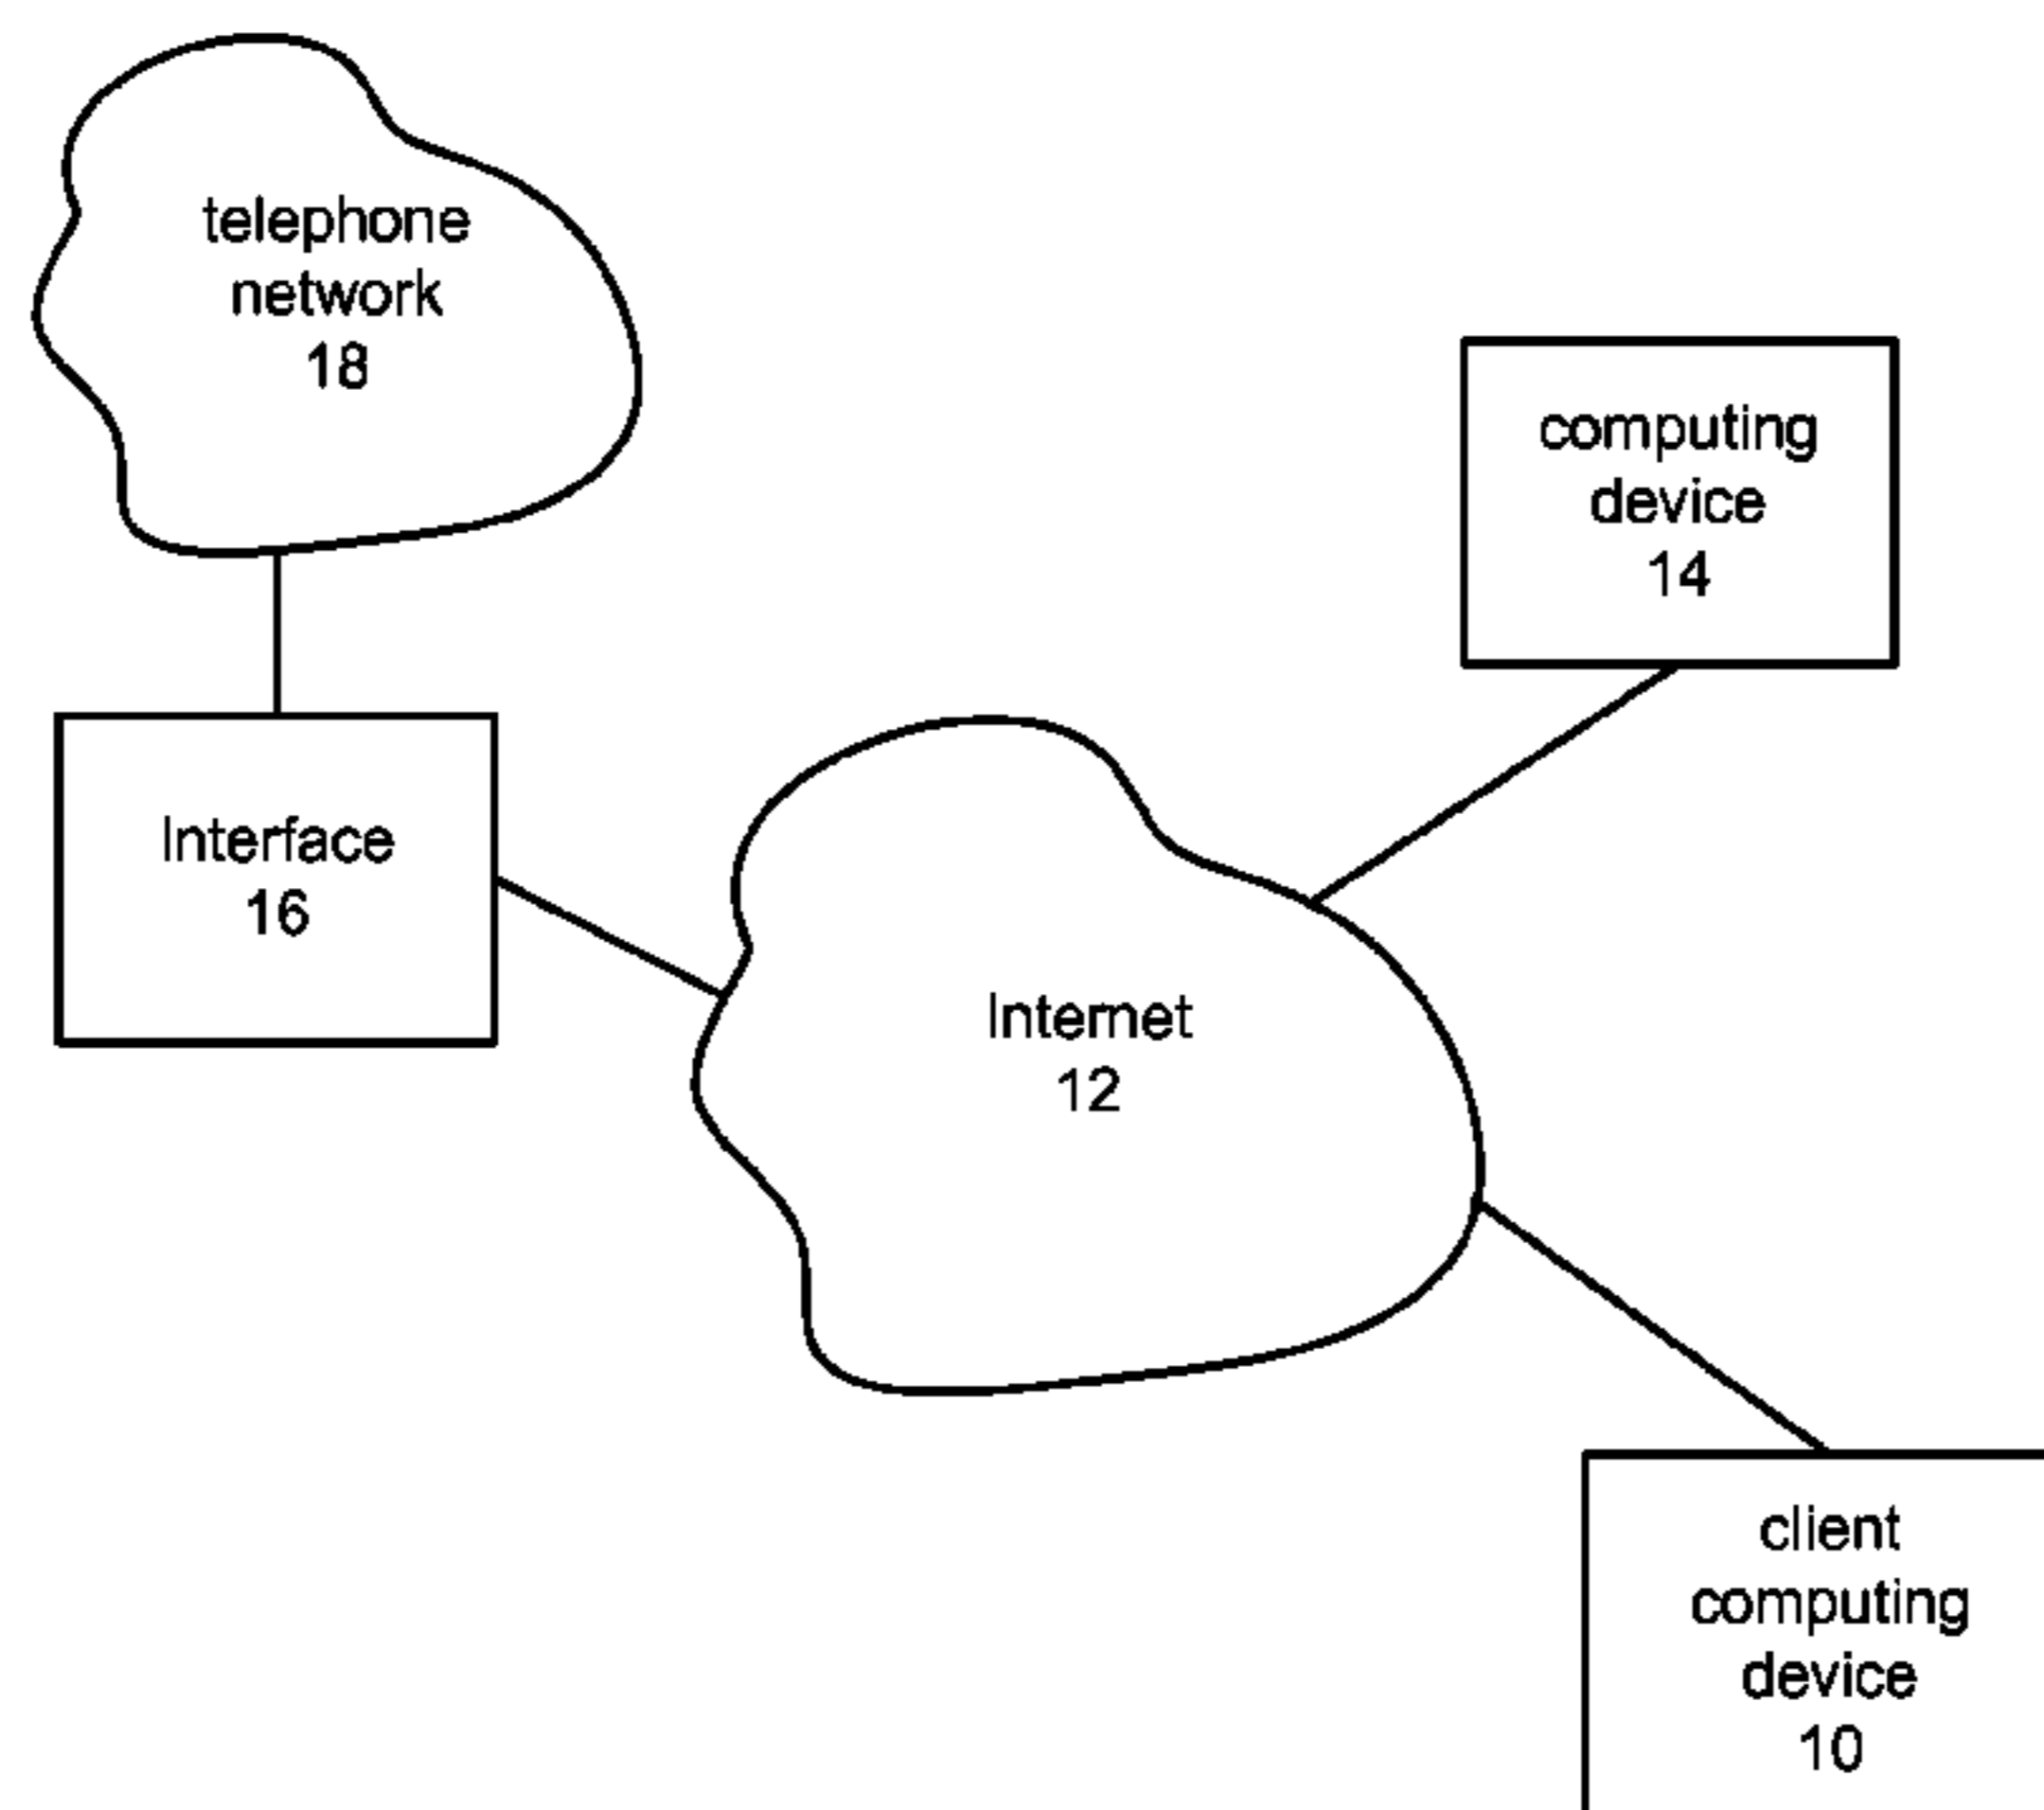 telephone
network
18
computing
device
14
Interface
16
Internet
12
client
computing
device
10